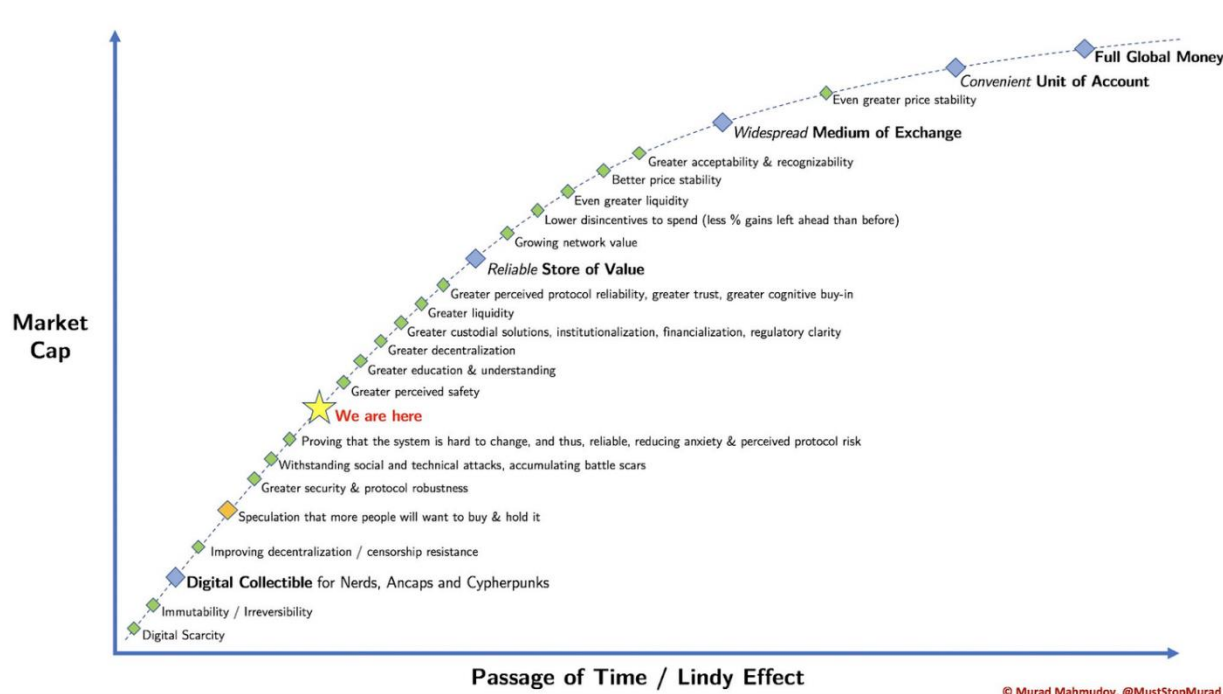 Full Global Money
Convenient Unit of Account
Even greater price stability
Widespread Medium of Exchange
Greater acceptability & recognizability
Better price stability
Even greater liquidity
Lower disincentives to spend (less % gains left ahead than before)
Growing network value
Reliable Store of Value
Greater perceived protocol reliability, greater trust, greater cognitive buy-in
Greater liquidity
Market
Cap
Greater custodial solutions, institutionalization, financialization, regulatory clarity
Greater decentralization
Greater education & understanding
Greater perceived safety
We are here
Proving that the system is hard to change, and thus, reliable, reducing anxiety & perceived protocol risk
Withstanding social and technical attacks, accumulating battle scars
Greater security & protocol robustness
Speculation that more people will want to buy & hold it
Improving decentralization / censorship resistance
Digital Collectible for Nerds, Ancaps and Cypherpunks
Immutability / Irreversibility
Digital Scarcity
Passage of Time / Lindy Effect
© Murad Mahmudov, @MustStopMurad